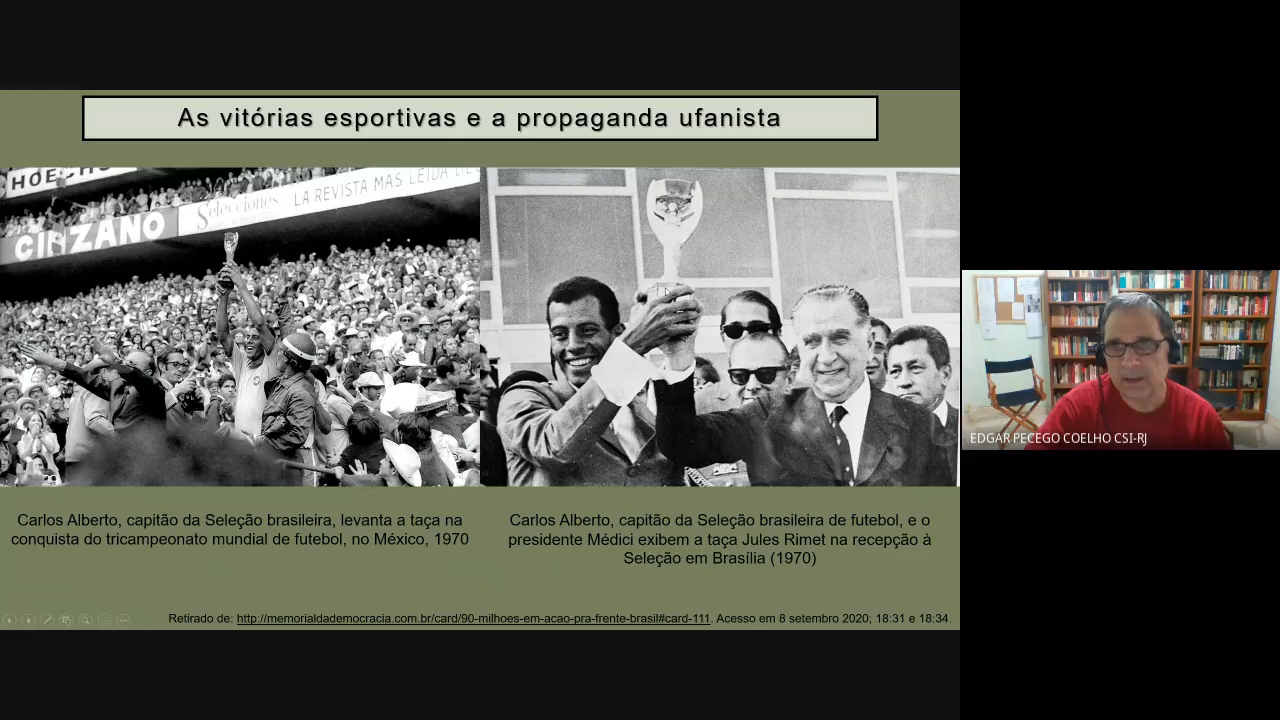 As vitórias esportivas e a propaganda ufanista
CINZANO
Selecciones
LA REVISTA MAS LEIDA DE
Carlos Alberto, capitão da Seleção brasileira, levanta a taça na
conquista do tricampeonato mundial de futebol, no México, 1970
Carlos Alberto, capitão da Seleção brasileira de futebol, e o
presidente Médici exibem a taça Jules Rimet na recepção à
Seleção em Brasília (1970)
Retirado de: http://memorialdademocracia.com.br/card/90-milhoes-em-acao-pra-frente-brasil#card-111. Acesso em 8 setembro 2020; 18:31 e 18:34.
EDGAR PECEGO COELHO CSI-RJ